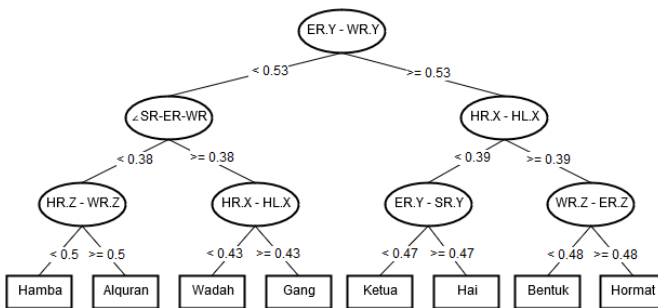 ER.Y - WR.Y
< 0.53 >= 0.53
∠SR-ER-WR HR.X - HL.X
< 0.38 >= 0.38 < 0.39 >= 0.39
HR.Z - WR.Z HR.X - HL.X ER.Y - SR.Y WR.Z - ER.Z
< 0.5 >= 0.5 < 0.43 >= 0.43 < 0.47 >= 0.47 < 0.48 >= 0.48
Hamba Alquran Wadah Gang Ketua Hai Bentuk Hormat